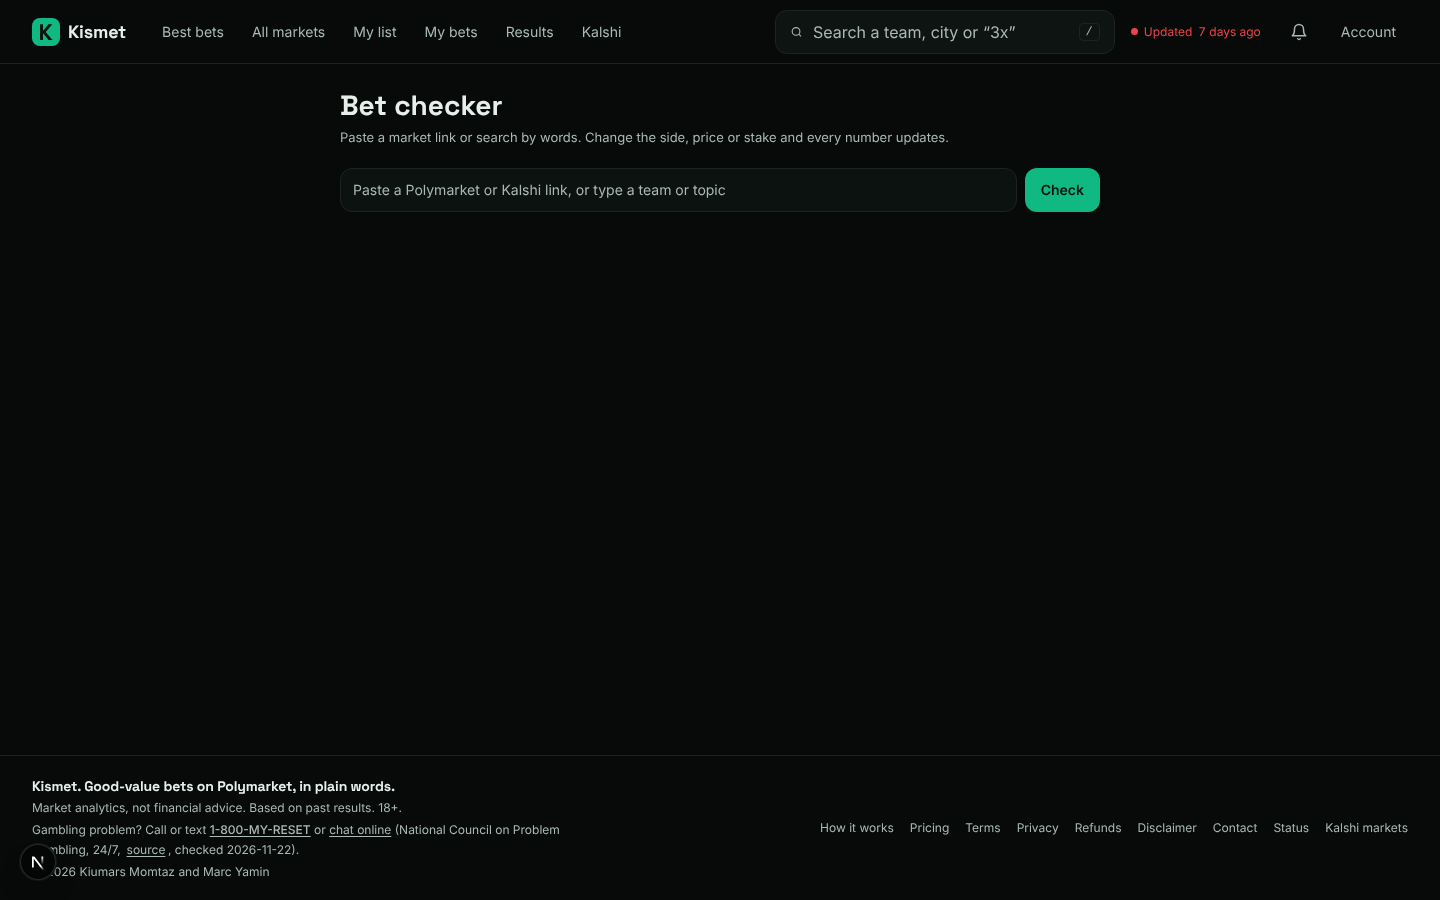 K Kismet
Best bets
All markets
My list
My bets
Results
Kalshi
Search a team, city or “3x”
/
Updated 7 days ago
Account
Bet checker
Paste a market link or search by words. Change the side, price or stake and every number updates.
Paste a Polymarket or Kalshi link, or type a team or topic
Check
Kismet. Good-value bets on Polymarket, in plain words.
Market analytics, not financial advice. Based on past results. 18+.
Gambling problem? Call or text 1-800-MY-RESET or chat online (National Council on Problem
mbling, 24/7, source , checked 2026-11-22).
026 Kiumars Momtaz and Marc Yamin
N
How it works
Pricing
Terms
Privacy
Refunds
Disclaimer
Contact
Status
Kalshi markets